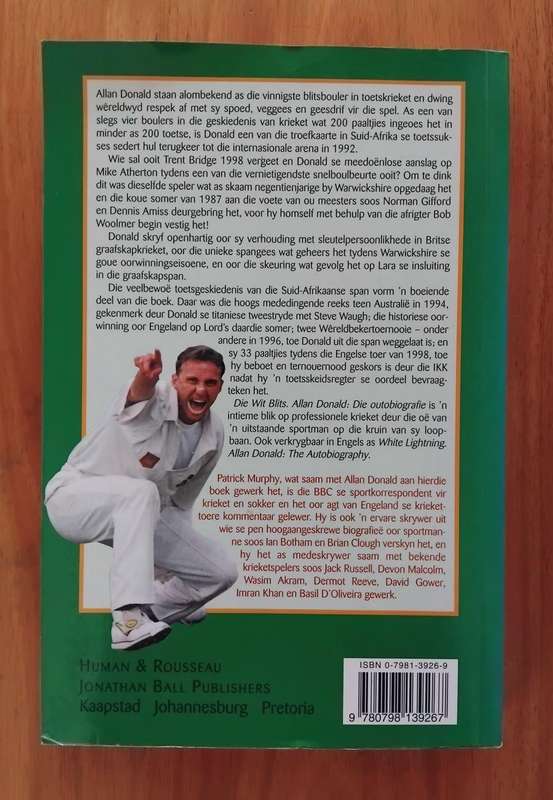 Allan Donald staan alombekend as die vinnigste blitsbouler in toetskrieket en dwing
wêreldwyd respek af met sy spoed, veggees en geesdrif vir die spel. As een van
slegs vier boulers in die geskiedenis van krieket wat 200 paaltjies ingeoes het in
minder as 200 toetse, is Donald een van die troefkaarte in Suid-Afrika se toetssuk-
ses sedert hul terugkeer tot die internasionale arena in 1992.
Wie sal ooit Trent Bridge 1998 vergeet en Donald se meedoënlose aanslag op
Mike Atherton tydens een van die vernietigendste snelboulbeurte ooit? Om te dink
dit was dieselfde speler wat as skaam negentienjarige by Warwickshire opgedaag het
en die koue somer van 1987 aan die voete van ou meesters soos Norman Gifford
en Dennis Amiss deurgebring het, voor hy homself met behulp van die afrigter Bob
Woolmer begin vestig het!
Donald skryf openhartig oor sy verhouding met sleutelpersoonlikhede in Britse
graafskapkrieket, oor die unieke spangees wat geheers het tydens Warwickshire se
goue oorwinningseisoene, en oor die skeuring wat gevolg het op Lara se insluiting
in die graafskapspan.
Die veelbewoë toetsgeskiedenis van die Suid-Afrikaanse span vorm 'n boeiende
deel van die boek. Daar was die hoogs mededingende reeks teen Australië in 1994,
gekenmerk deur Donald se titaniese tweestryde met Steve Waugh; die historiese oor-
winning oor Engeland op Lord's daardie somer; twee Wêreldbekertoernooie – onder
andere in 1996, toe Donald uit die span weggelaat is; en
sy 33 paaltjies tydens die Engelse toer van 1998, toe
hy beboet en ternouernood geskors is deur die IKK
nadat hy 'n toetsskeidsregter se oordeel bevraag-
teken het.
Die Wit Blits. Allan Donald: Die outobiografie is 'n
intieme blik op professionele krieket deur die oë van
'n uitstaande sportman op die kruin van sy loop-
baan. Ook verkrygbaar in Engels as White Lightning.
Allan Donald: The Autobiography.
Patrick Murphy, wat saam met Allan Donald aan hierdie
boek gewerk het, is die BBC se sportkorrespondent vir
krieket en sokker en het oor agt van Engeland se krieket-
toere kommentaar gelewer. Hy is ook 'n ervare skrywer uit
wie se pen hoogaangeskrewe biografieë oor sportman-
ne soos Ian Botham en Brian Clough verskyn het, en
hy het as medeskrywer saam met bekende
krieketspelers soos Jack Russell, Devon Malcolm,
Wasim Akram, Dermot Reeve, David Gower,
Imran Khan en Basil D'Oliveira gewerk.
HUMAN & ROUSSEAU
JONATHAN BALL PUBLISHERS
Kaapstad Johannesburg Pretoria
ISBN 0-7981-3926-9
9 780798 139267